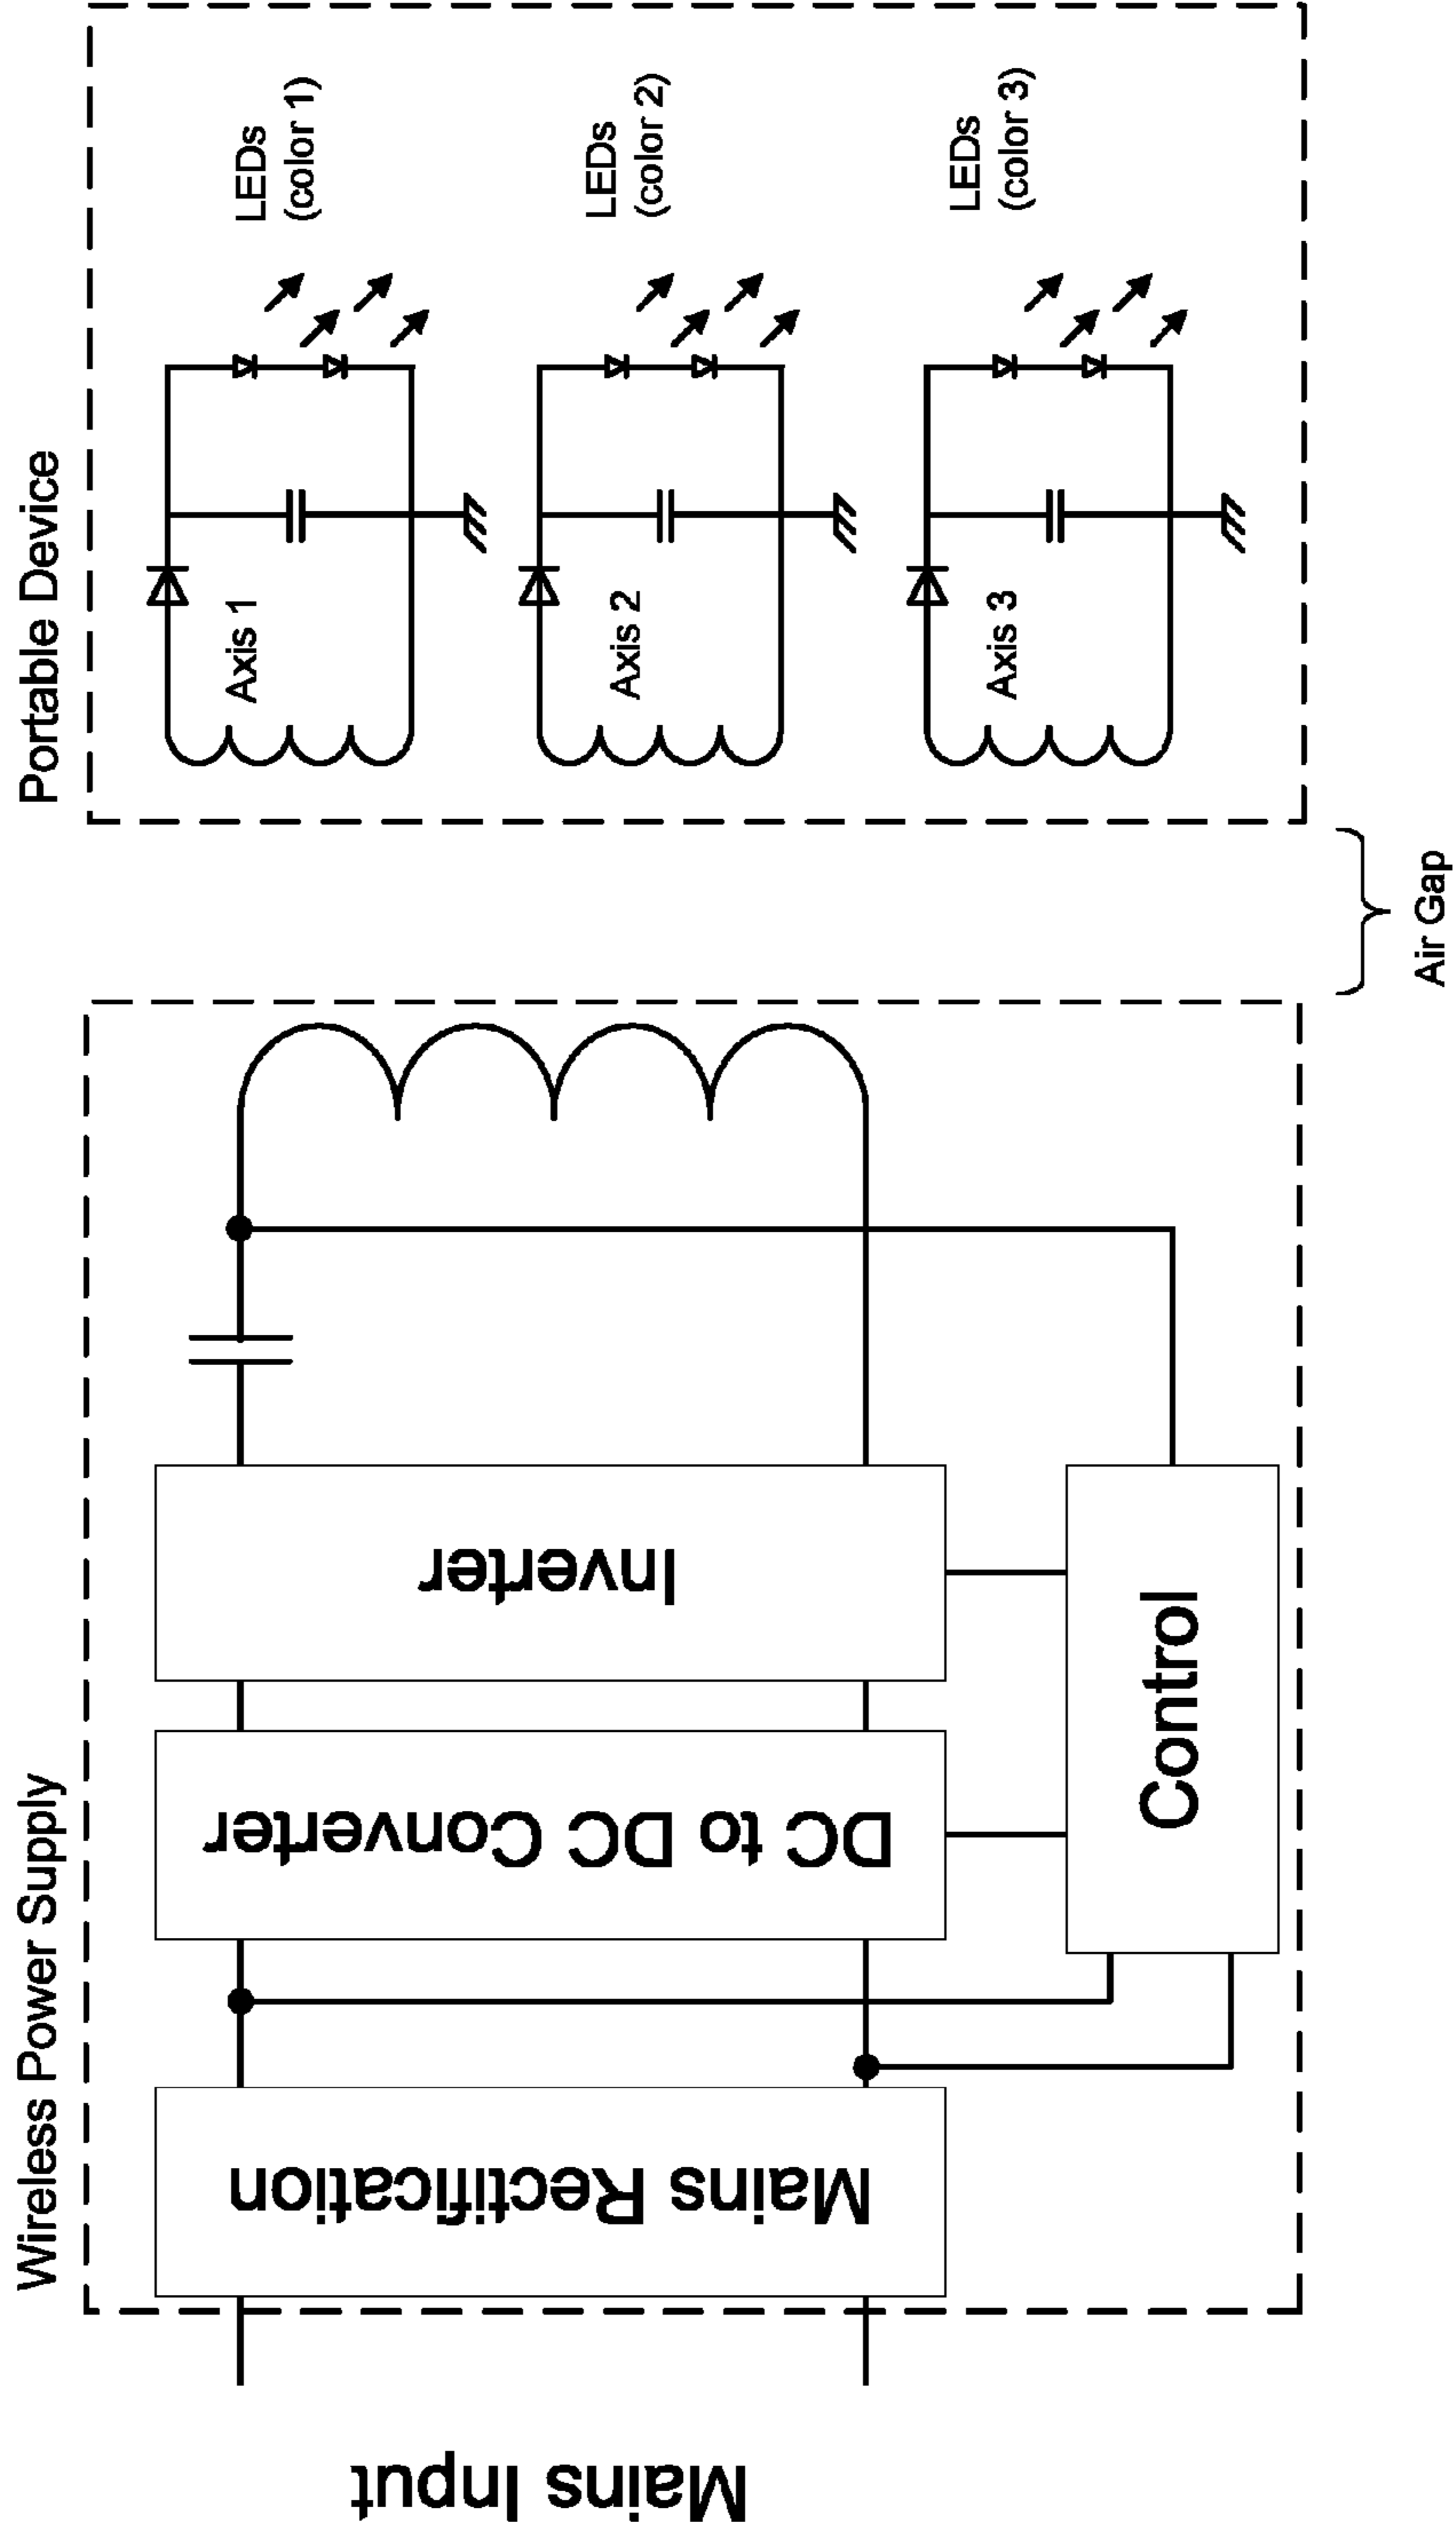 Wireless Power Supply
Portable Device
Mains Input
Mains Rectification
DC to DC Converter
Inverter
Control
Air Gap
Axis 1
LEDs
(color 1)
Axis 2
LEDs
(color 2)
Axis 3
LEDs
(color 3)